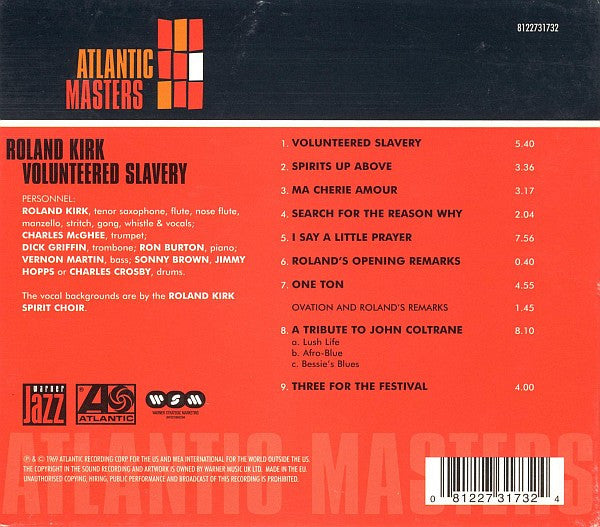 8122731732
ATLANTIC
MASTERS
ROLAND KIRK
VOLUNTEERED SLAVERY
PERSONNEL:
ROLAND KIRK, tenor saxophone, flute, nose flute,
manzello, stritch, gong, whistle & vocals;
CHARLES McGHEE, trumpet;
DICK GRIFFIN, trombone; RON BURTON, piano;
VERNON MARTIN, bass; SONNY BROWN, JIMMY
HOPPS or CHARLES CROSBY, drums.
The vocal backgrounds are by the ROLAND KIRK
SPIRIT CHOIR.
1. VOLUNTEERED SLAVERY 5.40
2. SPIRITS UP ABOVE 3.36
3. MA CHERIE AMOUR 3.17
4. SEARCH FOR THE REASON WHY 2.04
5. I SAY A LITTLE PRAYER 7.56
6. ROLAND'S OPENING REMARKS 0.40
7. ONE TON 4.55
OVATION AND ROLAND'S REMARKS 1.45
8. A TRIBUTE TO JOHN COLTRANE 8.10
a. Lush Life
b. Afro-Blue
c. Bessie's Blues
9. THREE FOR THE FESTIVAL 4.00
warner
jazz
ATLANTIC
WSM
WARNER STRATEGIC MARKETING
℗ & © 1969 ATLANTIC RECORDING CORP. FOR THE US AND WEA INTERNATIONAL FOR THE WORLD OUTSIDE THE US.
THE COPYRIGHT IN THE SOUND RECORDING AND ARTWORK IS OWNED BY WARNER MUSIC UK LTD. MADE IN THE EU.
UNAUTHORISED COPYING, HIRING, PUBLIC PERFORMANCE AND BROADCAST OF THIS RECORDING IS PROHIBITED.
ATLANTIC MASTERS
0 81227 31732 4